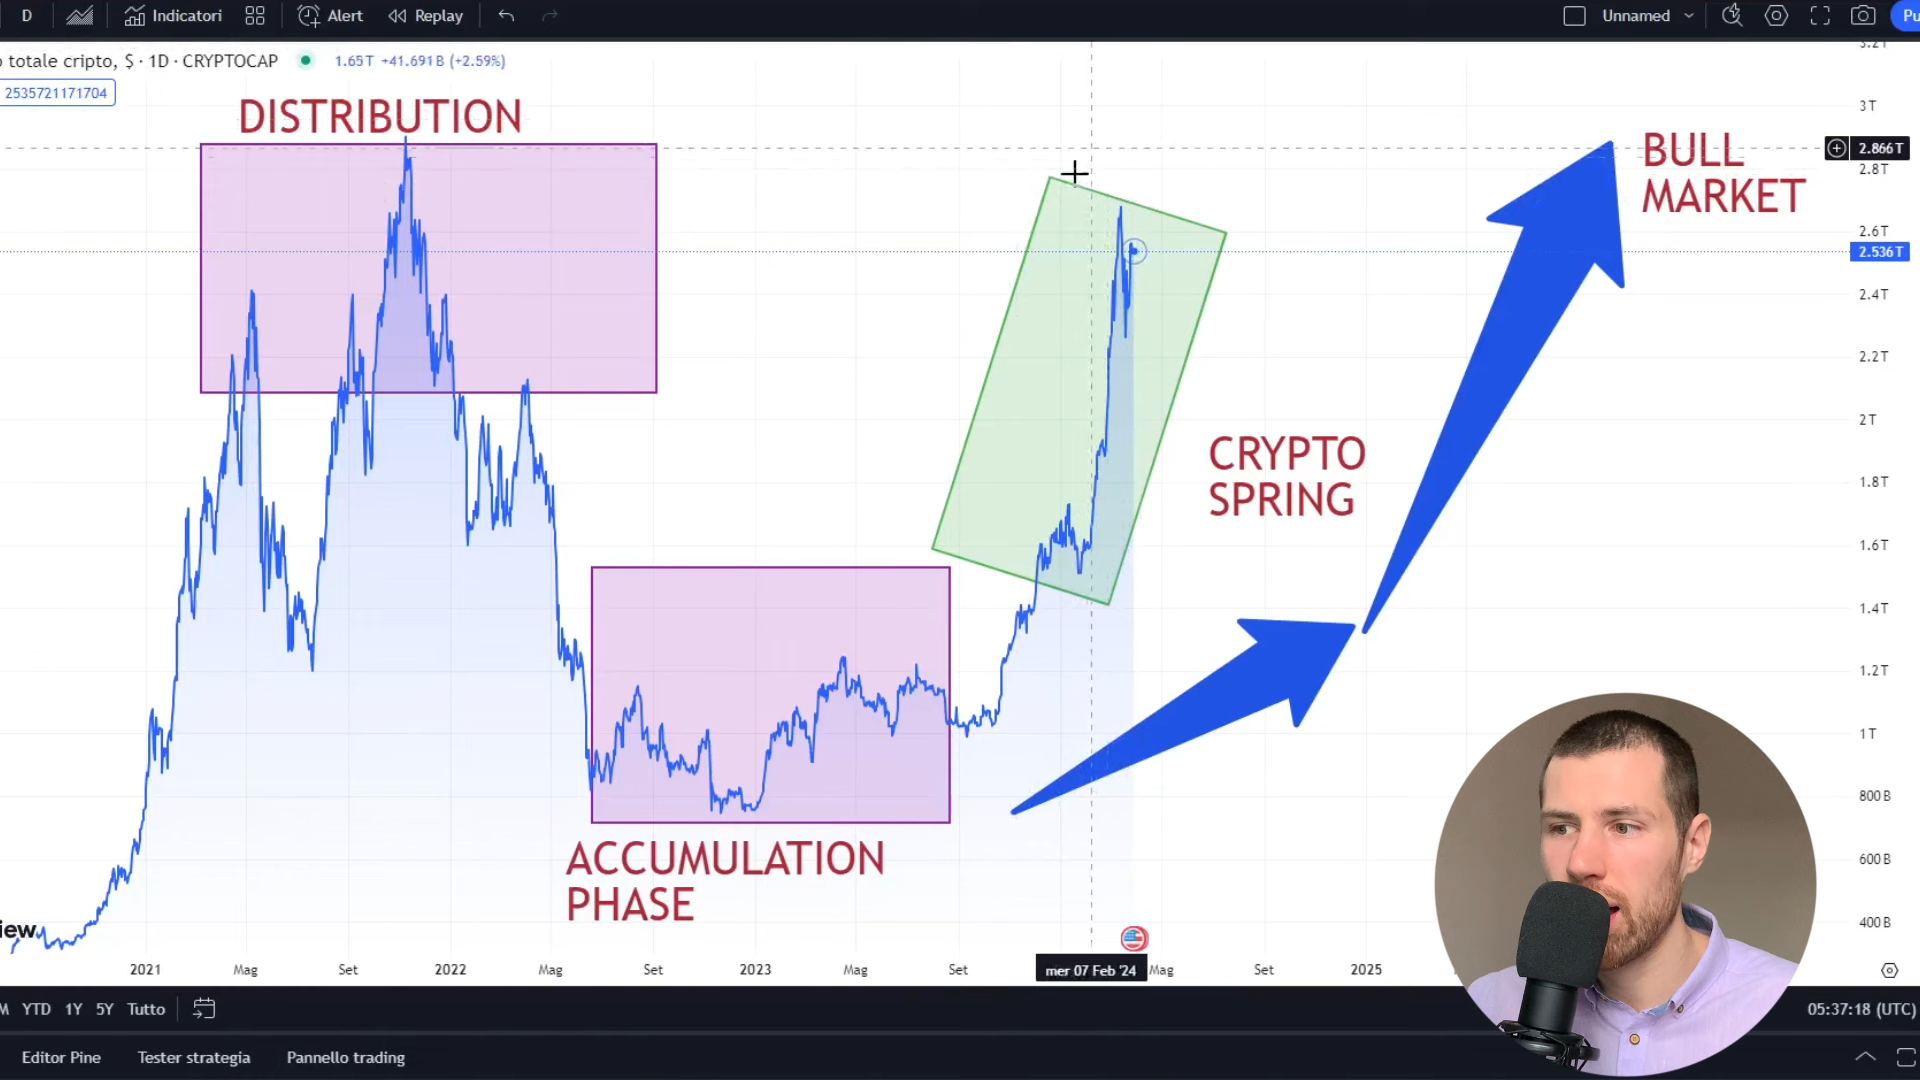 D Indicatori Alert Replay Unnamed Pu
o totale cripto, $ · 1D · CRYPTOCAP 1.65T +41.691B (+2.59%)
2535721171704
DISTRIBUTION
BULL
MARKET
CRYPTO
SPRING
ACCUMULATION
PHASE
3.2T
3T
2.866T
2.8T
2.6T
2.536T
2.4T
2.2T
2T
1.8T
1.6T
1.4T
1.2T
1T
800B
600B
400B
iew
2021 Mag Set 2022 Mag Set 2023 Mag Set mer 07 Feb '24 Mag Set 2025
M YTD 1Y 5Y Tutto 05:37:18 (UTC)
Editor Pine Tester strategia Pannello trading